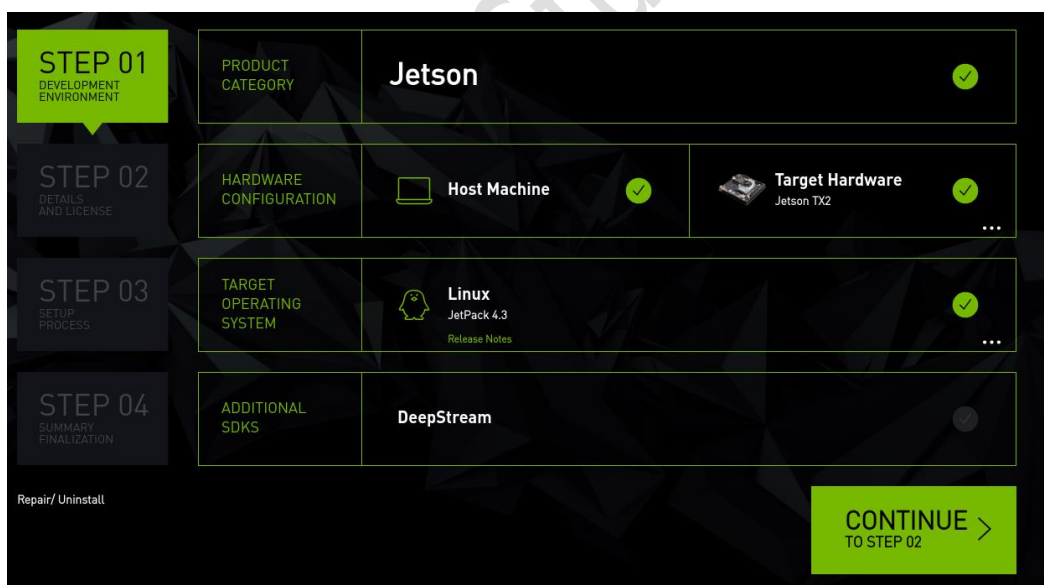 STEP 01
DEVELOPMENT
ENVIRONMENT
PRODUCT
CATEGORY
Jetson
STEP 02
DETAILS
AND LICENSE
HARDWARE
CONFIGURATION
Host Machine
Target Hardware
Jetson TX2
...
STEP 03
SETUP
PROCESS
TARGET
OPERATING
SYSTEM
Linux
JetPack 4.3
Release Notes
...
STEP 04
SUMMARY
FINALIZATION
ADDITIONAL
SDKS
DeepStream
Repair/ Uninstall
CONTINUE >
TO STEP 02